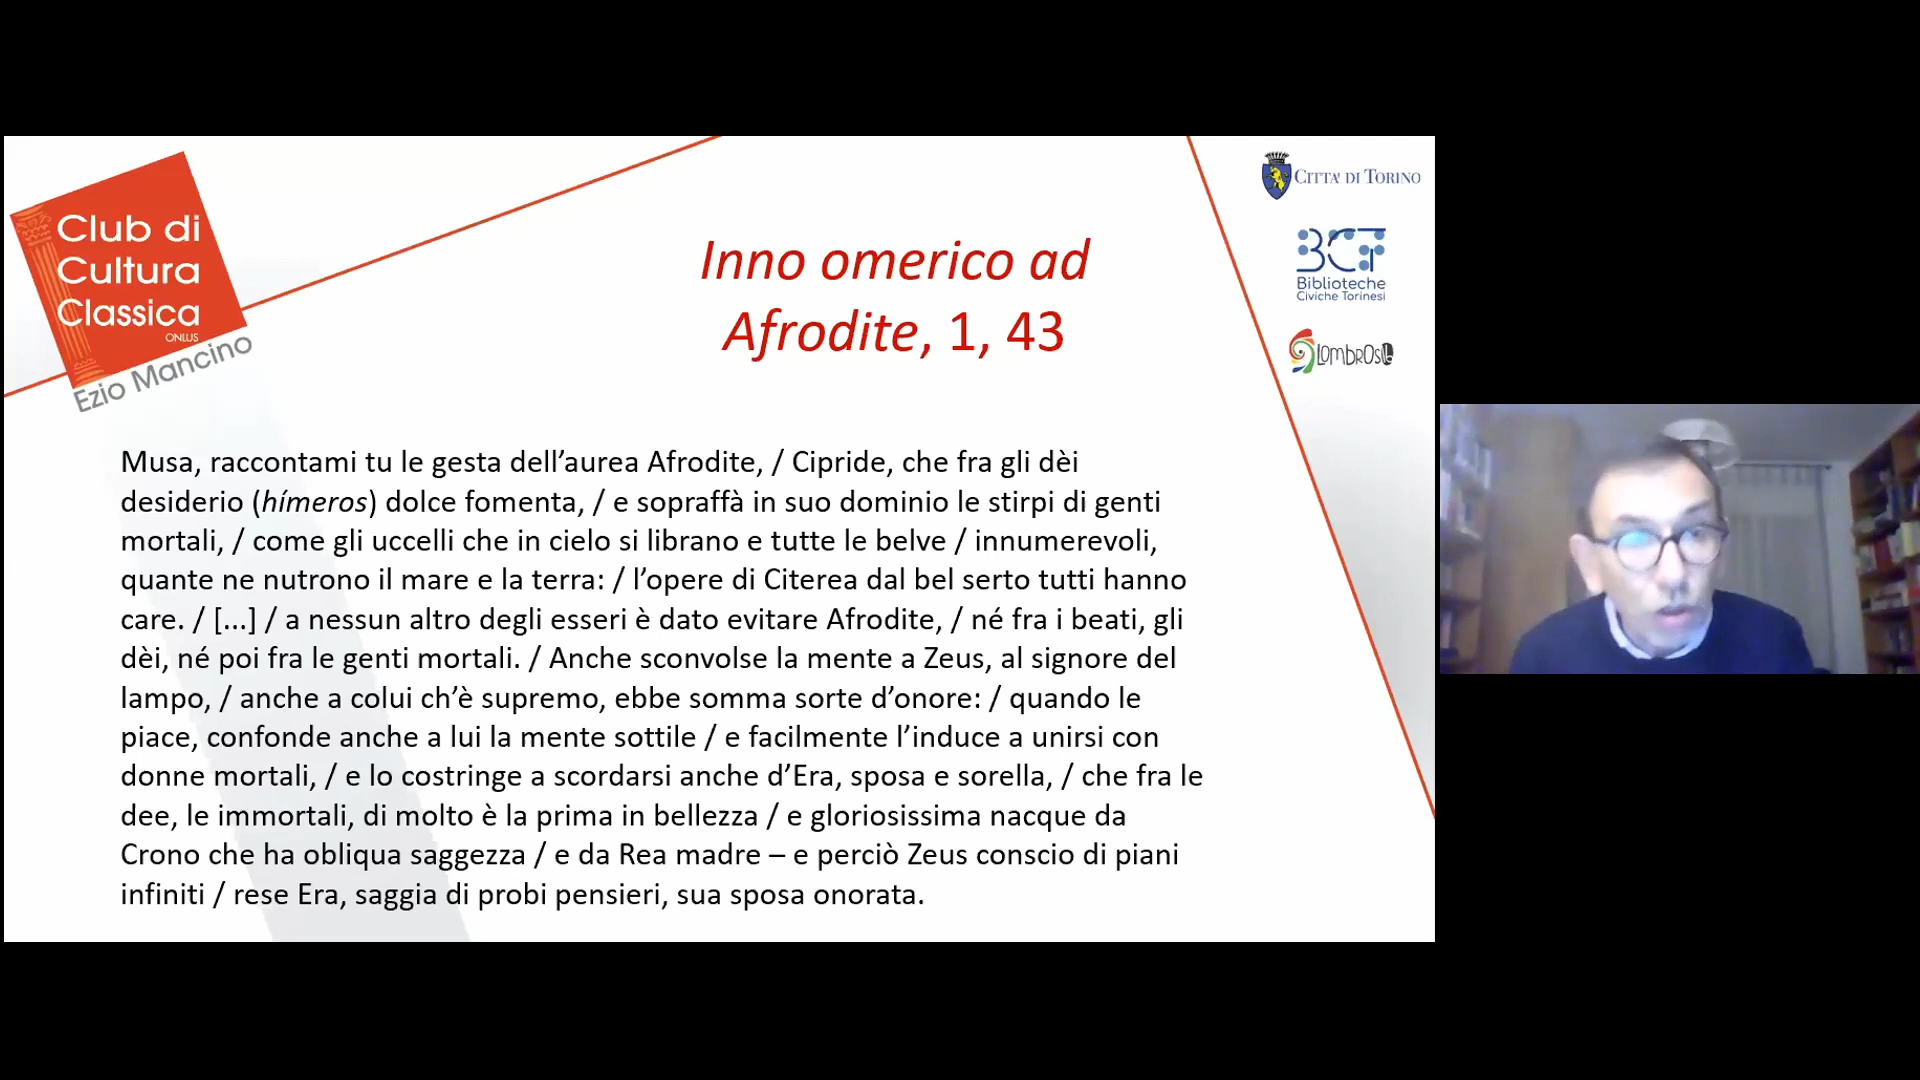 Club di
Cultura
Classica
ONLUS
Ezio Mancino
Inno omerico ad
Afrodite, 1, 43
CITTA' DI TORINO
BCT
Biblioteche
Civiche Torinesi
LOMBROSO
Musa, raccontami tu le gesta dell’aurea Afrodite, / Cipride, che fra gli dèi
desiderio (hímeros) dolce fomenta, / e sopraffà in suo dominio le stirpi di genti
mortali, / come gli uccelli che in cielo si librano e tutte le belve / innumerevoli,
quante ne nutrono il mare e la terra: / l’opere di Citerea dal bel serto tutti hanno
care. / [...] / a nessun altro degli esseri è dato evitare Afrodite, / né fra i beati, gli
dèi, né poi fra le genti mortali. / Anche sconvolse la mente a Zeus, al signore del
lampo, / anche a colui ch’è supremo, ebbe somma sorte d’onore: / quando le
piace, confonde anche a lui la mente sottile / e facilmente l’induce a unirsi con
donne mortali, / e lo costringe a scordarsi anche d’Era, sposa e sorella, / che fra le
dee, le immortali, di molto è la prima in bellezza / e gloriosissima nacque da
Crono che ha obliqua saggezza / e da Rea madre – e perciò Zeus conscio di piani
infiniti / rese Era, saggia di probi pensieri, sua sposa onorata.